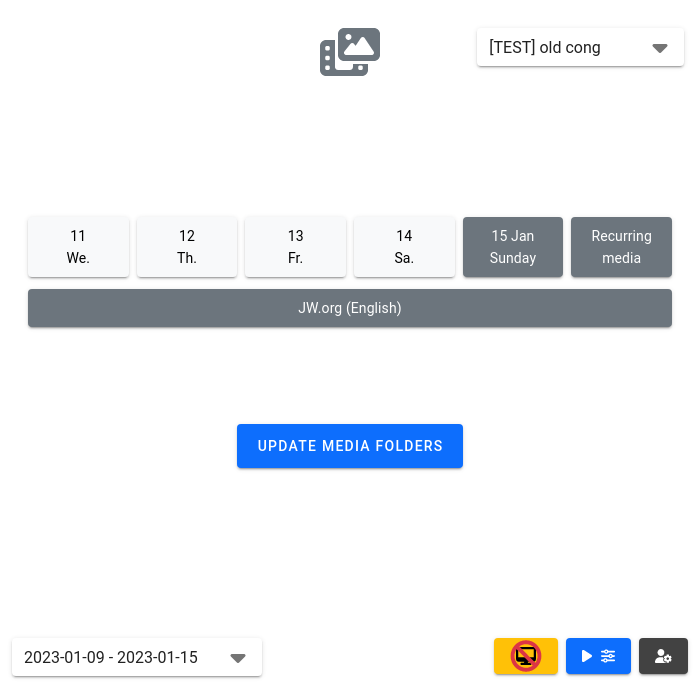 [TEST] old cong
11
We.
12
Th.
13
Fr.
14
Sa.
15 Jan
Sunday
Recurring
media
JW.org (English)
UPDATE MEDIA FOLDERS
2023-01-09 - 2023-01-15